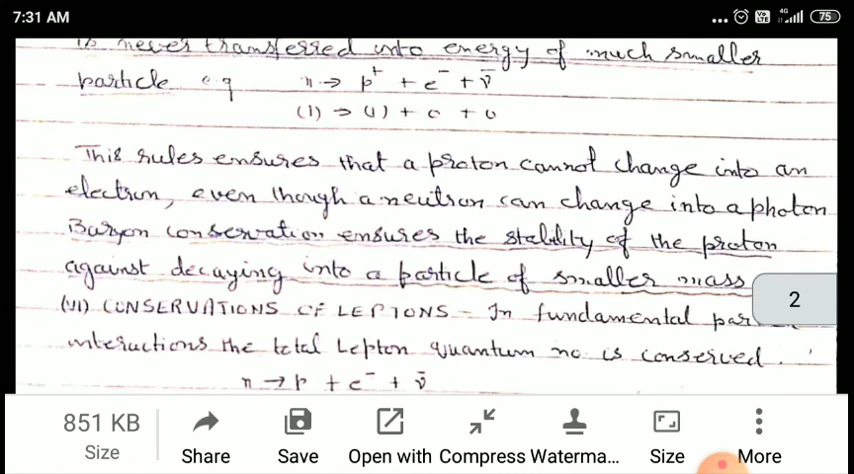 7:31 AM
4G
75
is never transferred into energy of much smaller
particle e.g n → p⁺ + e⁻ + ν̄
(1) → (1) + 0 + 0
This rules ensures that a proton cannot change into an
electron, even though a neutron can change into a photon
Baryon conservation ensures the stability of the proton
against decaying into a particle of smaller mass
2
(VI) CONSERVATIONS OF LEPTONS - In fundamental par
interactions the total Lepton quantum no is conserved.
n → p + e⁻ + ν̄
851 KB
Size
Share
Save
Open with
Compress
Waterma...
Size
More